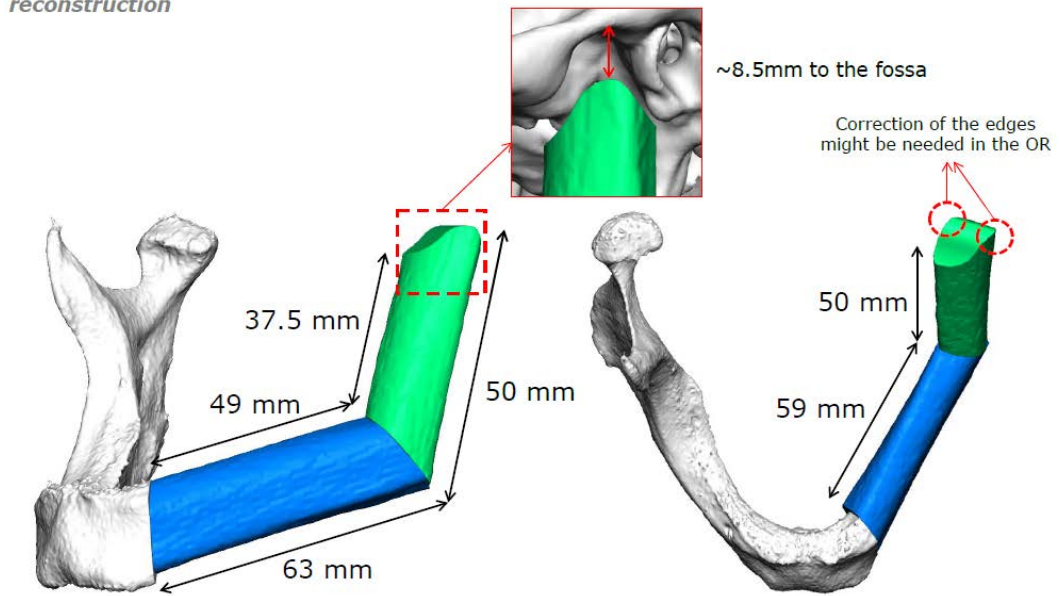 reconstruction
~8.5mm to the fossa
Correction of the edges
might be needed in the OR
37.5 mm
50 mm
49 mm
50 mm
59 mm
63 mm